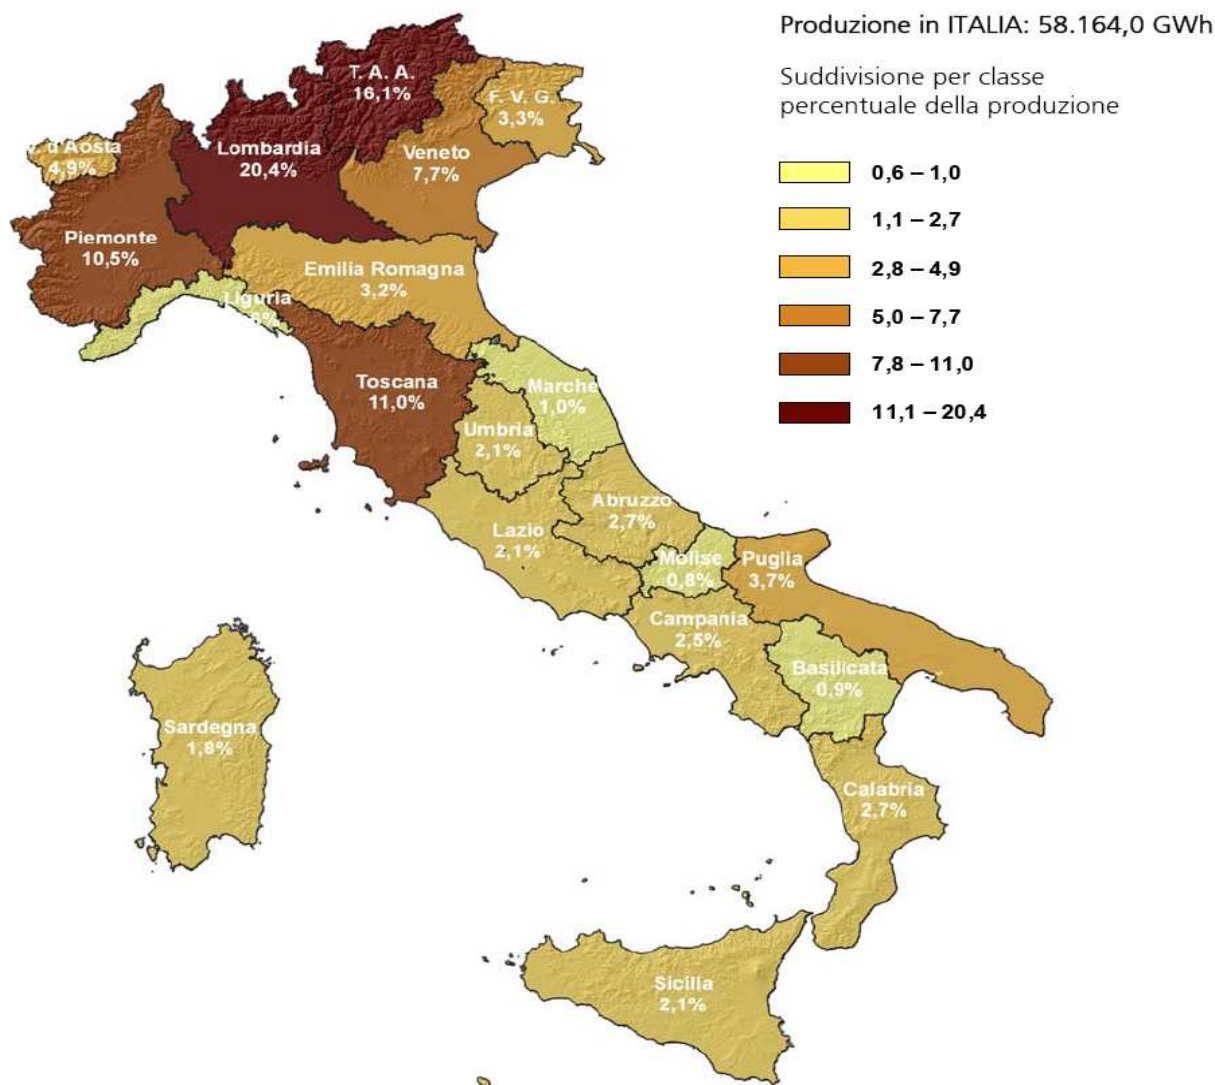 Produzione in ITALIA: 58.164,0 GWh
Suddivisione per classe
percentuale della produzione
0,6 – 1,0
1,1 – 2,7
2,8 – 4,9
5,0 – 7,7
7,8 – 11,0
11,1 – 20,4
T. A. A.
16,1%
F. V. G.
3,3%
V. d'Aosta
4,9%
Lombardia
20,4%
Veneto
7,7%
Piemonte
10,5%
Emilia Romagna
3,2%
Liguria
Toscana
11,0%
Marche
1,0%
Umbria
2,1%
Abruzzo
2,7%
Lazio
2,1%
Molise
0,8%
Puglia
3,7%
Campania
2,5%
Basilicata
0,9%
Sardegna
1,8%
Calabria
2,7%
Sicilia
2,1%